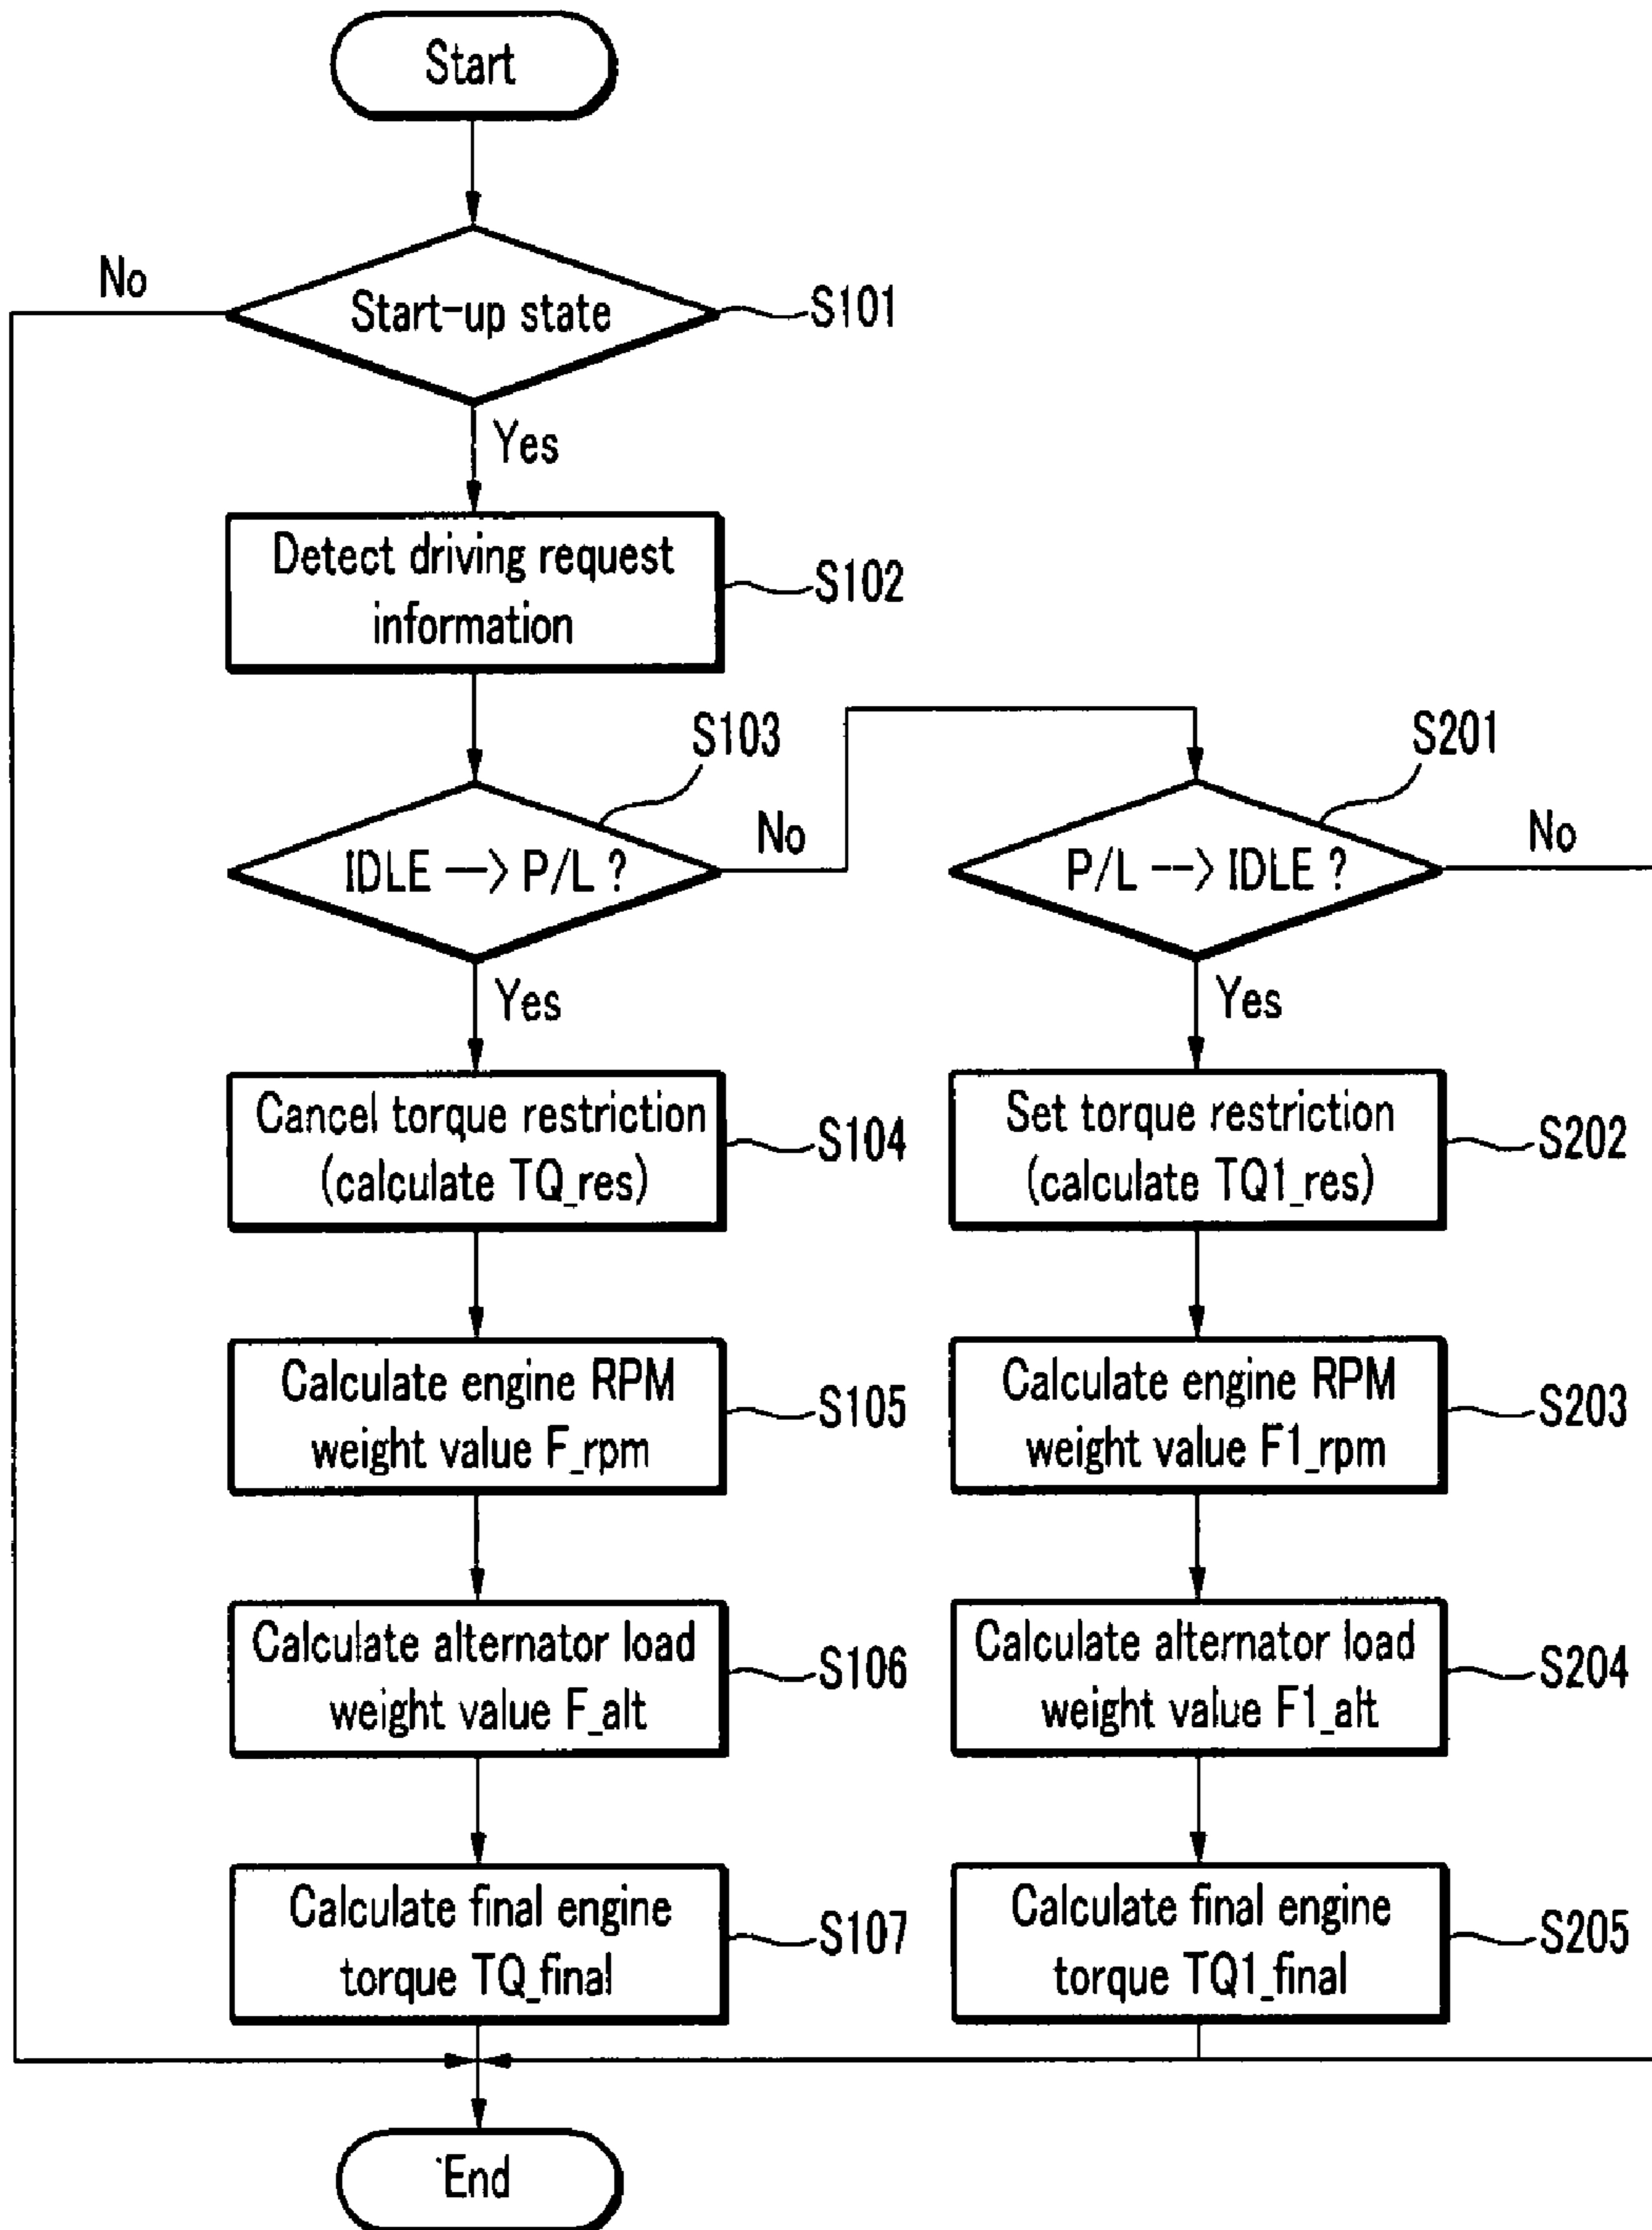 Start
No
Start-up state
S101
Yes
Detect driving request
information
S102
S103
IDLE —> P/L ?
No
S201
P/L --> IDLE ?
No
Yes
Yes
Cancel torque restriction
(calculate TQ_res)
S104
Set torque restriction
(calculate TQ1_res)
S202
Calculate engine RPM
weight value F_rpm
S105
Calculate engine RPM
weight value F1_rpm
S203
Calculate alternator load
weight value F_alt
S106
Calculate alternator load
weight value F1_alt
S204
Calculate final engine
torque TQ_final
S107
Calculate final engine
torque TQ1_final
S205
End